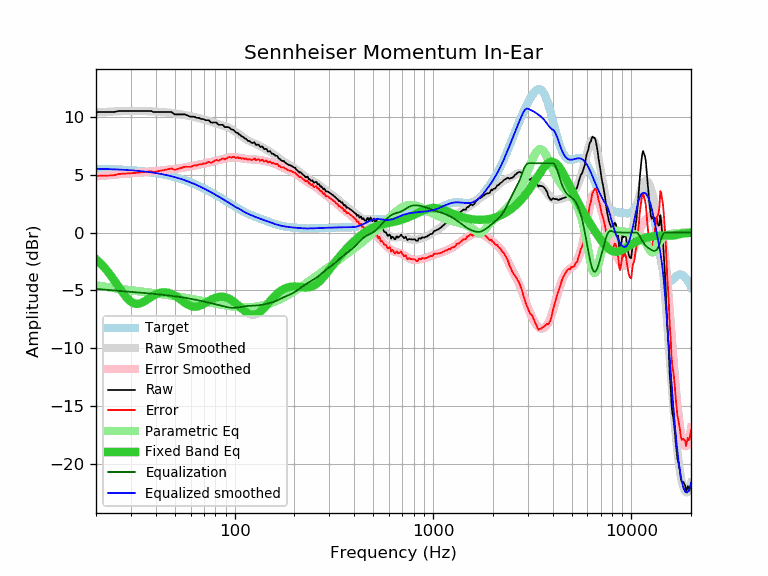 Sennheiser Momentum In-Ear
Amplitude (dBr)
10
5
0
−5
−10
−15
−20
Target
Raw Smoothed
Error Smoothed
Raw
Error
Parametric Eq
Fixed Band Eq
Equalization
Equalized smoothed
100
1000
10000
Frequency (Hz)